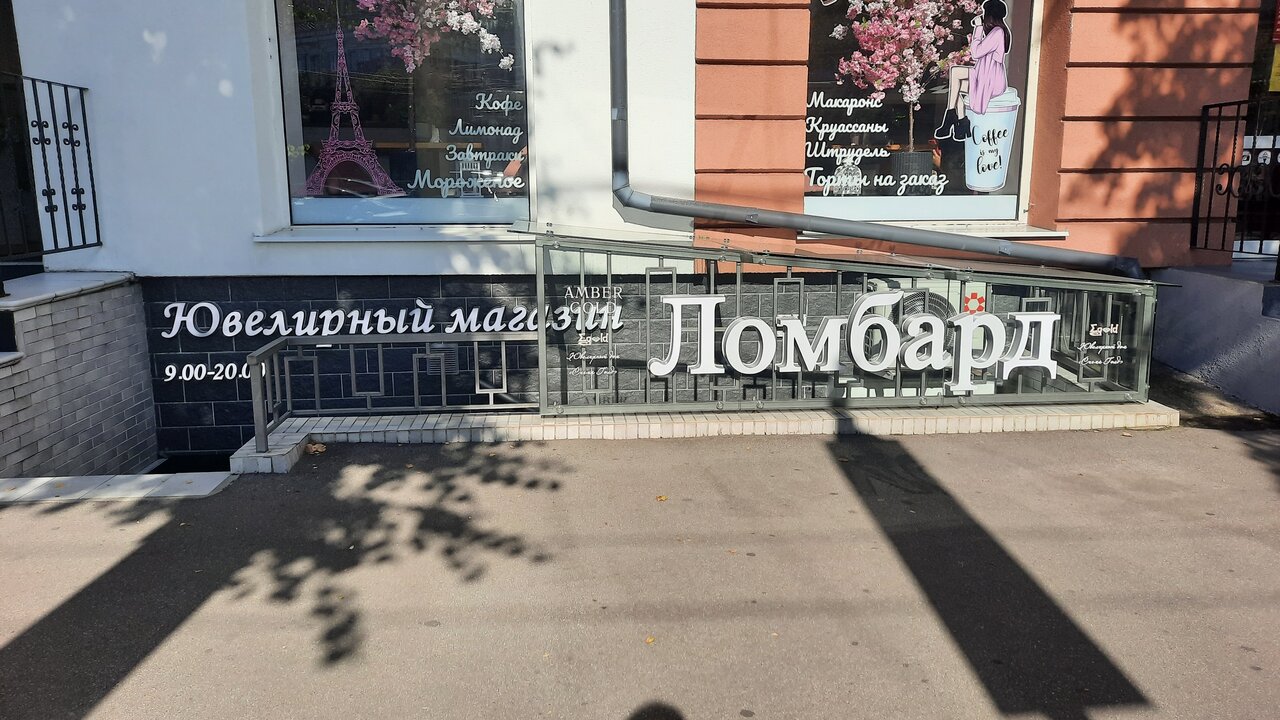 Кофе
Лимонад
Завтраки
Мороженое
Макаронс
Круассаны
Штрудель
Торты на заказ
Coffee
is my
love!
Ювелирный магазин
9.00-20.00
AMBER
GOLD
Ломбард